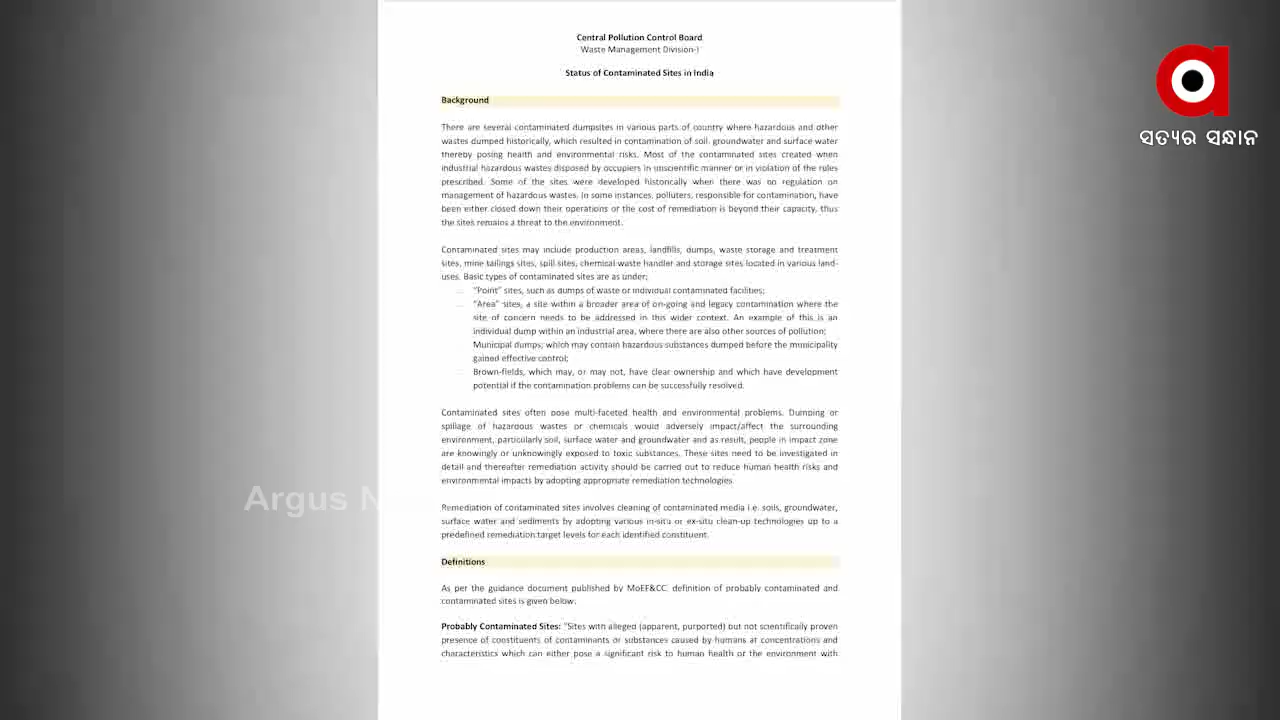 Central Pollution Control Board
Waste Management Division-I
Status of Contaminated Sites in India
Background
There are several contaminated dumpsites in various parts of country where hazardous and other
wastes dumped historically, which resulted in contamination of soil, groundwater and surface water
thereby posing health and environmental risks. Most of the contaminated sites created when
industrial hazardous wastes disposed by occupiers in unscientific manner or in violation of the rules
prescribed. Some of the sites were developed historically when there was no regulation on
management of hazardous wastes. In some instances, polluters, responsible for contamination, have
been either closed down their operations or the cost of remediation is beyond their capacity, thus
the sites remains a threat to the environment.
Contaminated sites may include production areas, landfills, dumps, waste storage and treatment
sites, mine tailings sites, spill sites, chemical waste handler and storage sites located in various land-
uses. Basic types of contaminated sites are as under;
"Point" sites, such as dumps of waste or individual contaminated facilities;
"Area" sites, a site within a broader area of on-going and legacy contamination where the
site of concern needs to be addressed in this wider context. An example of this is an
individual dump within an industrial area, where there are also other sources of pollution;
Municipal dumps, which may contain hazardous substances dumped before the municipality
gained effective control;
Brown-fields, which may, or may not, have clear ownership and which have development
potential if the contamination problems can be successfully resolved.
Contaminated sites often pose multi-faceted health and environmental problems. Dumping or
spillage of hazardous wastes or chemicals would adversely impact/affect the surrounding
environment, particularly soil, surface water and groundwater and as result, people in impact zone
are knowingly or unknowingly exposed to toxic substances. These sites need to be investigated in
detail and thereafter remediation activity should be carried out to reduce human health risks and
environmental impacts by adopting appropriate remediation technologies.
Remediation of contaminated sites involves cleaning of contaminated media i.e. soils, groundwater,
surface water and sediments by adopting various in-situ or ex-situ clean-up technologies up to a
predefined remediation target levels for each identified constituent.
Definitions
As per the guidance document published by MoEF&CC, definition of probably contaminated and
contaminated sites is given below:
Probably Contaminated Sites: "Sites with alleged (apparent, purported) but not scientifically proven
presence of constituents of contaminants or substances caused by humans at concentrations and
characteristics which can either pose a significant risk to human health or the environment with
ସତ୍ୟର ସନ୍ଧାନ
Argus